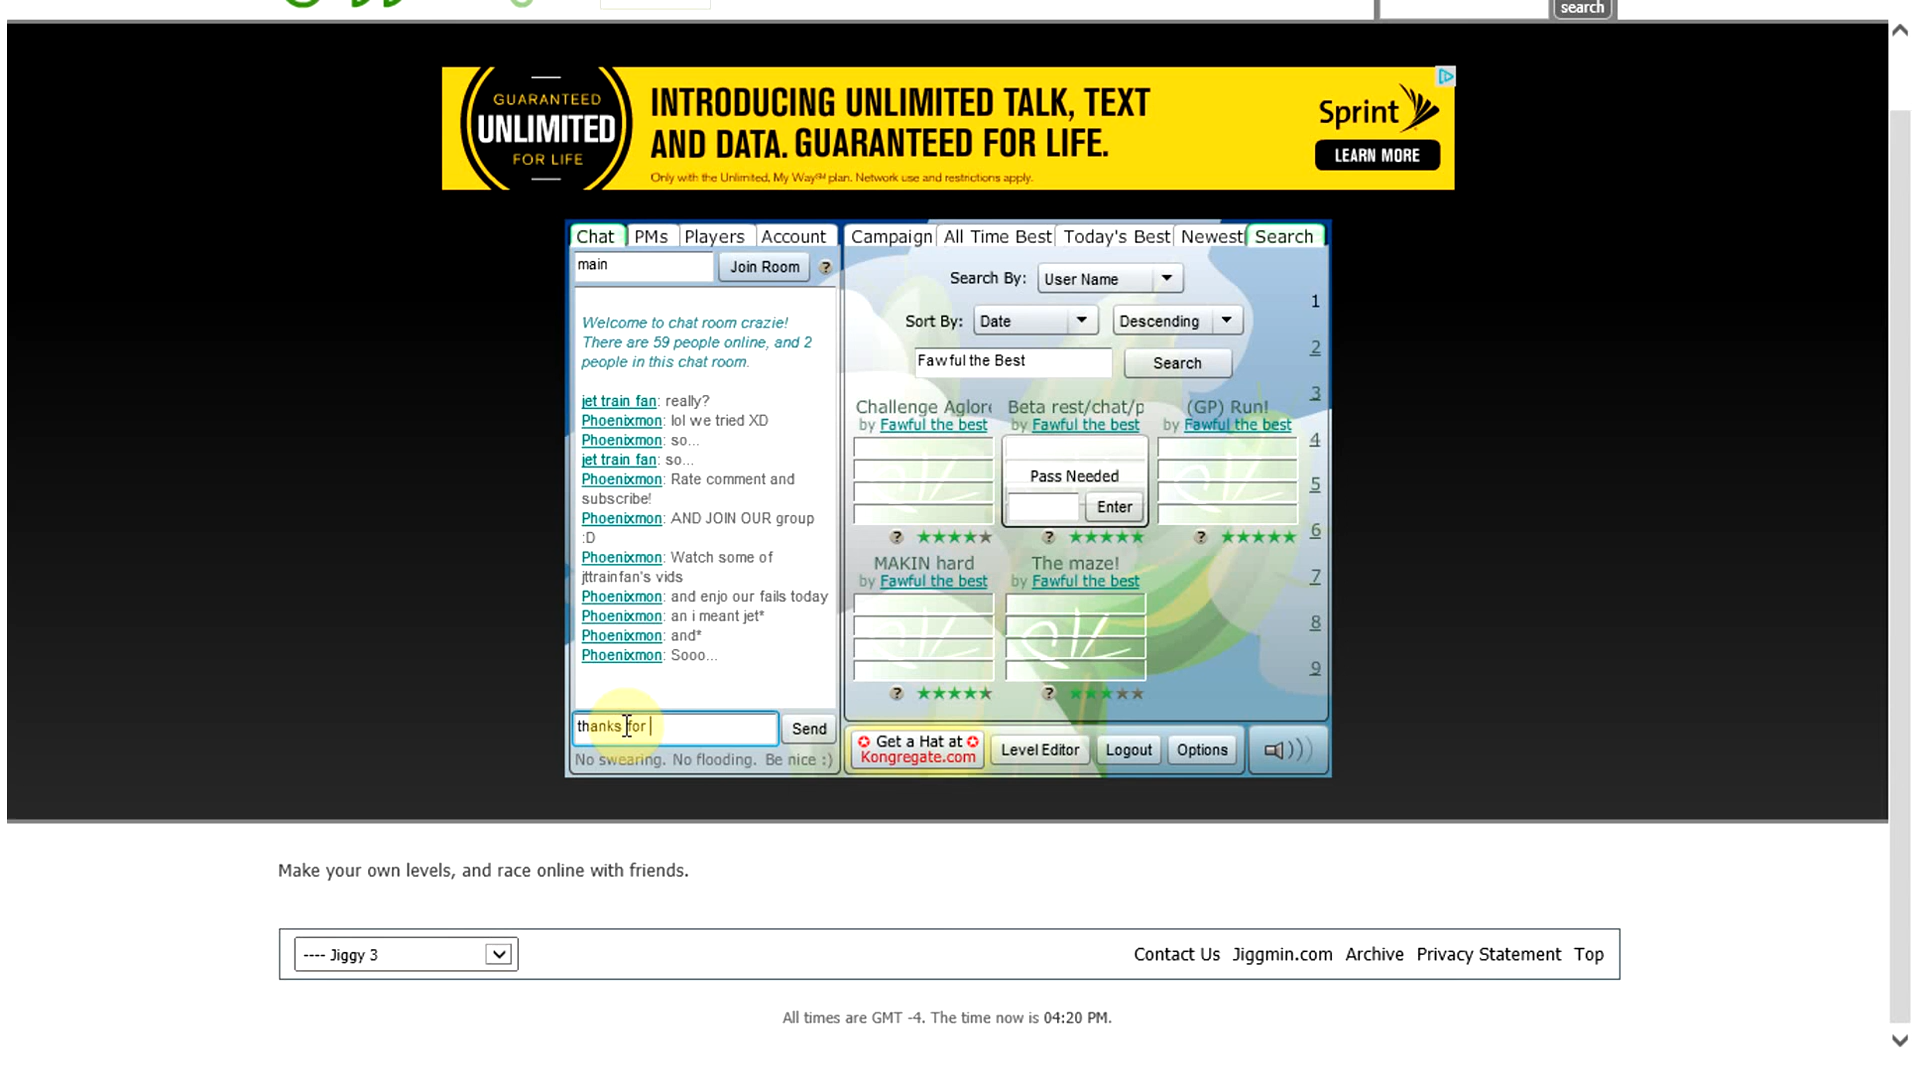 search
GUARANTEED
UNLIMITED
FOR LIFE
INTRODUCING UNLIMITED TALK, TEXT
AND DATA. GUARANTEED FOR LIFE.
Only with the Unlimited, My Way℠ plan. Network use and restrictions apply.
Sprint
LEARN MORE
Chat PMs Players Account
main Join Room ?
Welcome to chat room crazie!
There are 59 people online, and 2
people in this chat room.
jet train fan: really?
Phoenixmon: lol we tried XD
Phoenixmon: so...
jet train fan: so...
Phoenixmon: Rate comment and
subscribe!
Phoenixmon: AND JOIN OUR group
:D
Phoenixmon: Watch some of
jttrainfan's vids
Phoenixmon: and enjo our fails today
Phoenixmon: an i meant jet*
Phoenixmon: and*
Phoenixmon: Sooo...
thanks for Send
No swearing. No flooding. Be nice :)
Campaign All Time Best Today's Best Newest Search
Search By: User Name
Sort By: Date Descending
Fawful the Best Search
1
2
3
4
5
6
7
8
9
Challenge Aglore Beta rest/chat/p (GP) Run!
by Fawful the best by Fawful the best by Fawful the best
Pass Needed
Enter
? ? ?
MAKIN hard The maze!
by Fawful the best by Fawful the best
? ?
Get a Hat at
Kongregate.com
Level Editor Logout Options
Make your own levels, and race online with friends.
---- Jiggy 3
Contact Us Jiggmin.com Archive Privacy Statement Top
All times are GMT -4. The time now is 04:20 PM.